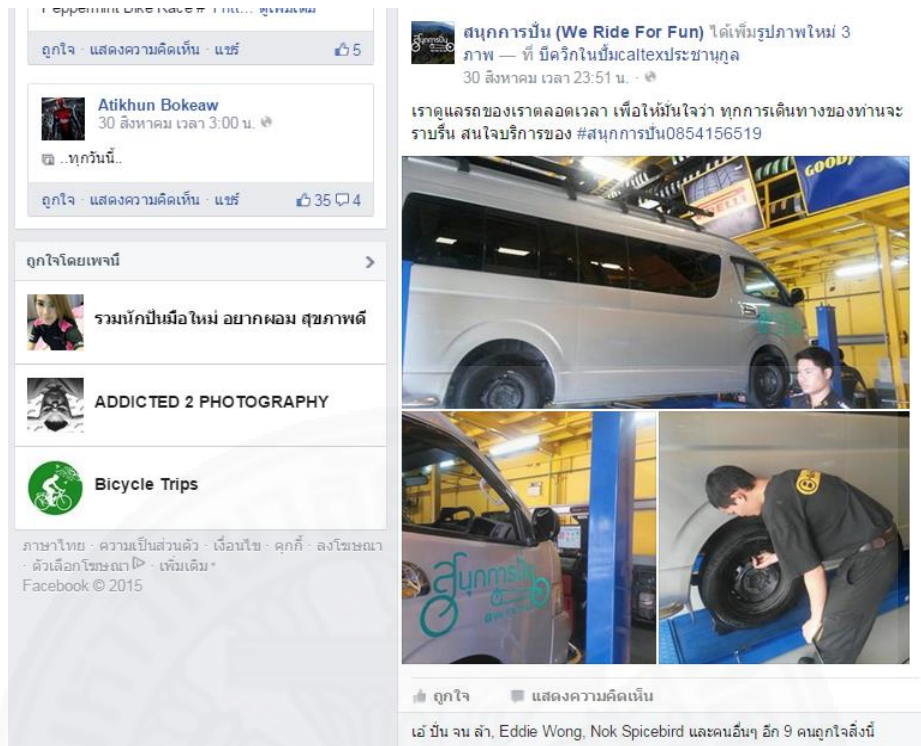 Peppermint Bike Race # 1
ถูกใจ · แสดงความคิดเห็น · แชร์ 5
Atikhun Bokeaw
30 สิงหาคม เวลา 3:00 น.
..ทุกวันนี้..
ถูกใจ · แสดงความคิดเห็น · แชร์ 35 4
ถูกใจโดยเพจนี้
รวมนักปั่นมือใหม่ อยากผอม สุขภาพดี
ADDICTED 2 PHOTOGRAPHY
Bicycle Trips
ภาษาไทย · ความเป็นส่วนตัว · เงื่อนไข · คุกกี้ · ลงโฆษณา
· ตัวเลือกโฆษณา · เพิ่มเติม
Facebook © 2015
สนุกการปั่น (We Ride For Fun) ได้เพิ่มรูปภาพใหม่ 3
ภาพ — ที่ บีควิกในปั๊มcaltexประชานุกูล
30 สิงหาคม เวลา 23:51 น. ·
เราดูแลรถของเราตลอดเวลา เพื่อให้มั่นใจว่า ทุกการเดินทางของท่านจะ
ราบรื่น สนใจบริการของ #สนุกการปั่น0854156519
PIRELLI
GOODY
สนุกการปั่น
ถูกใจ แสดงความคิดเห็น
เอ้ ปั่น จน ล้า, Eddie Wong, Nok Spicebird และคนอื่นๆ อีก 9 คนถูกใจสิ่งนี้